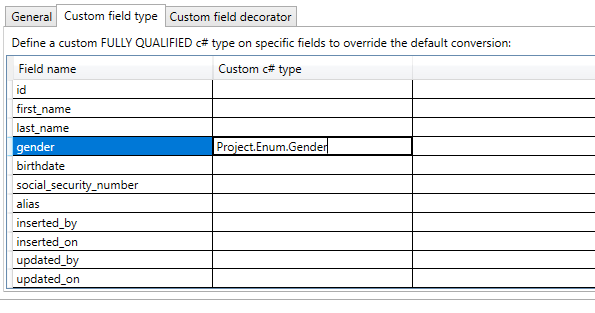 General Custom field type Custom field decorator
Define a custom FULLY QUALIFIED c# type on specific fields to override the default conversion:
Field name Custom c# type
id
first_name
last_name
gender Project.Enum.Gender
birthdate
social_security_number
alias
inserted_by
inserted_on
updated_by
updated_on